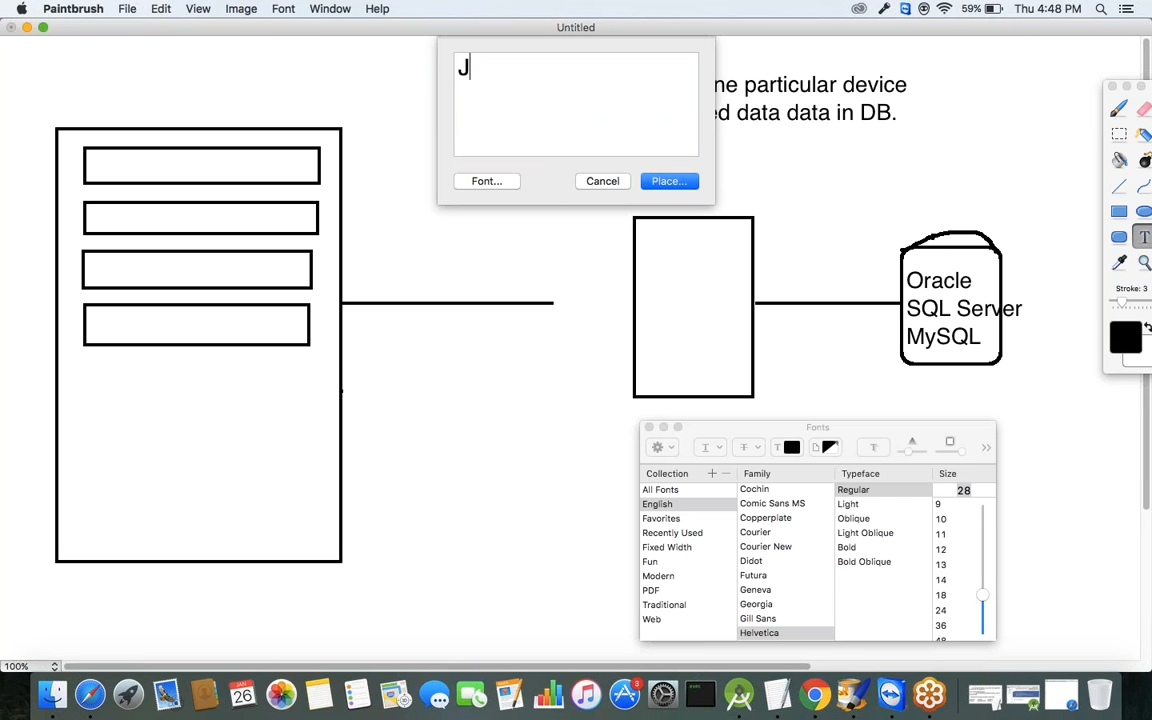 Paintbrush File Edit View Image Font Window Help 59% Thu 4:48 PM
Untitled
J
ne particular device
ed data data in DB.
Font... Cancel Place...
Oracle
SQL Server
MySQL
T
Stroke: 3
Fonts
Collection Family Typeface Size
All Fonts Cochin Regular 28
English Comic Sans MS Light 9
Favorites Copperplate Oblique 10
Recently Used Courier Light Oblique 11
Fixed Width Courier New Bold 12
Fun Didot Bold Oblique 13
Modern Futura 14
PDF Geneva 18
Traditional Georgia 24
Web Gill Sans 36
Helvetica 48
100%
JAN
26
3